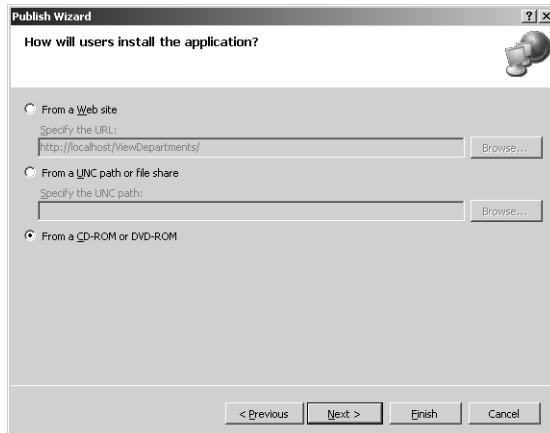 Publish Wizard
How will users install the application?
From a Web site
Specify the URL:
http://localhost/ViewDepartments/
Browse...
From a UNC path or file share
Specify the UNC path:
Browse...
From a CD-ROM or DVD-ROM
< Previous Next > Finish Cancel